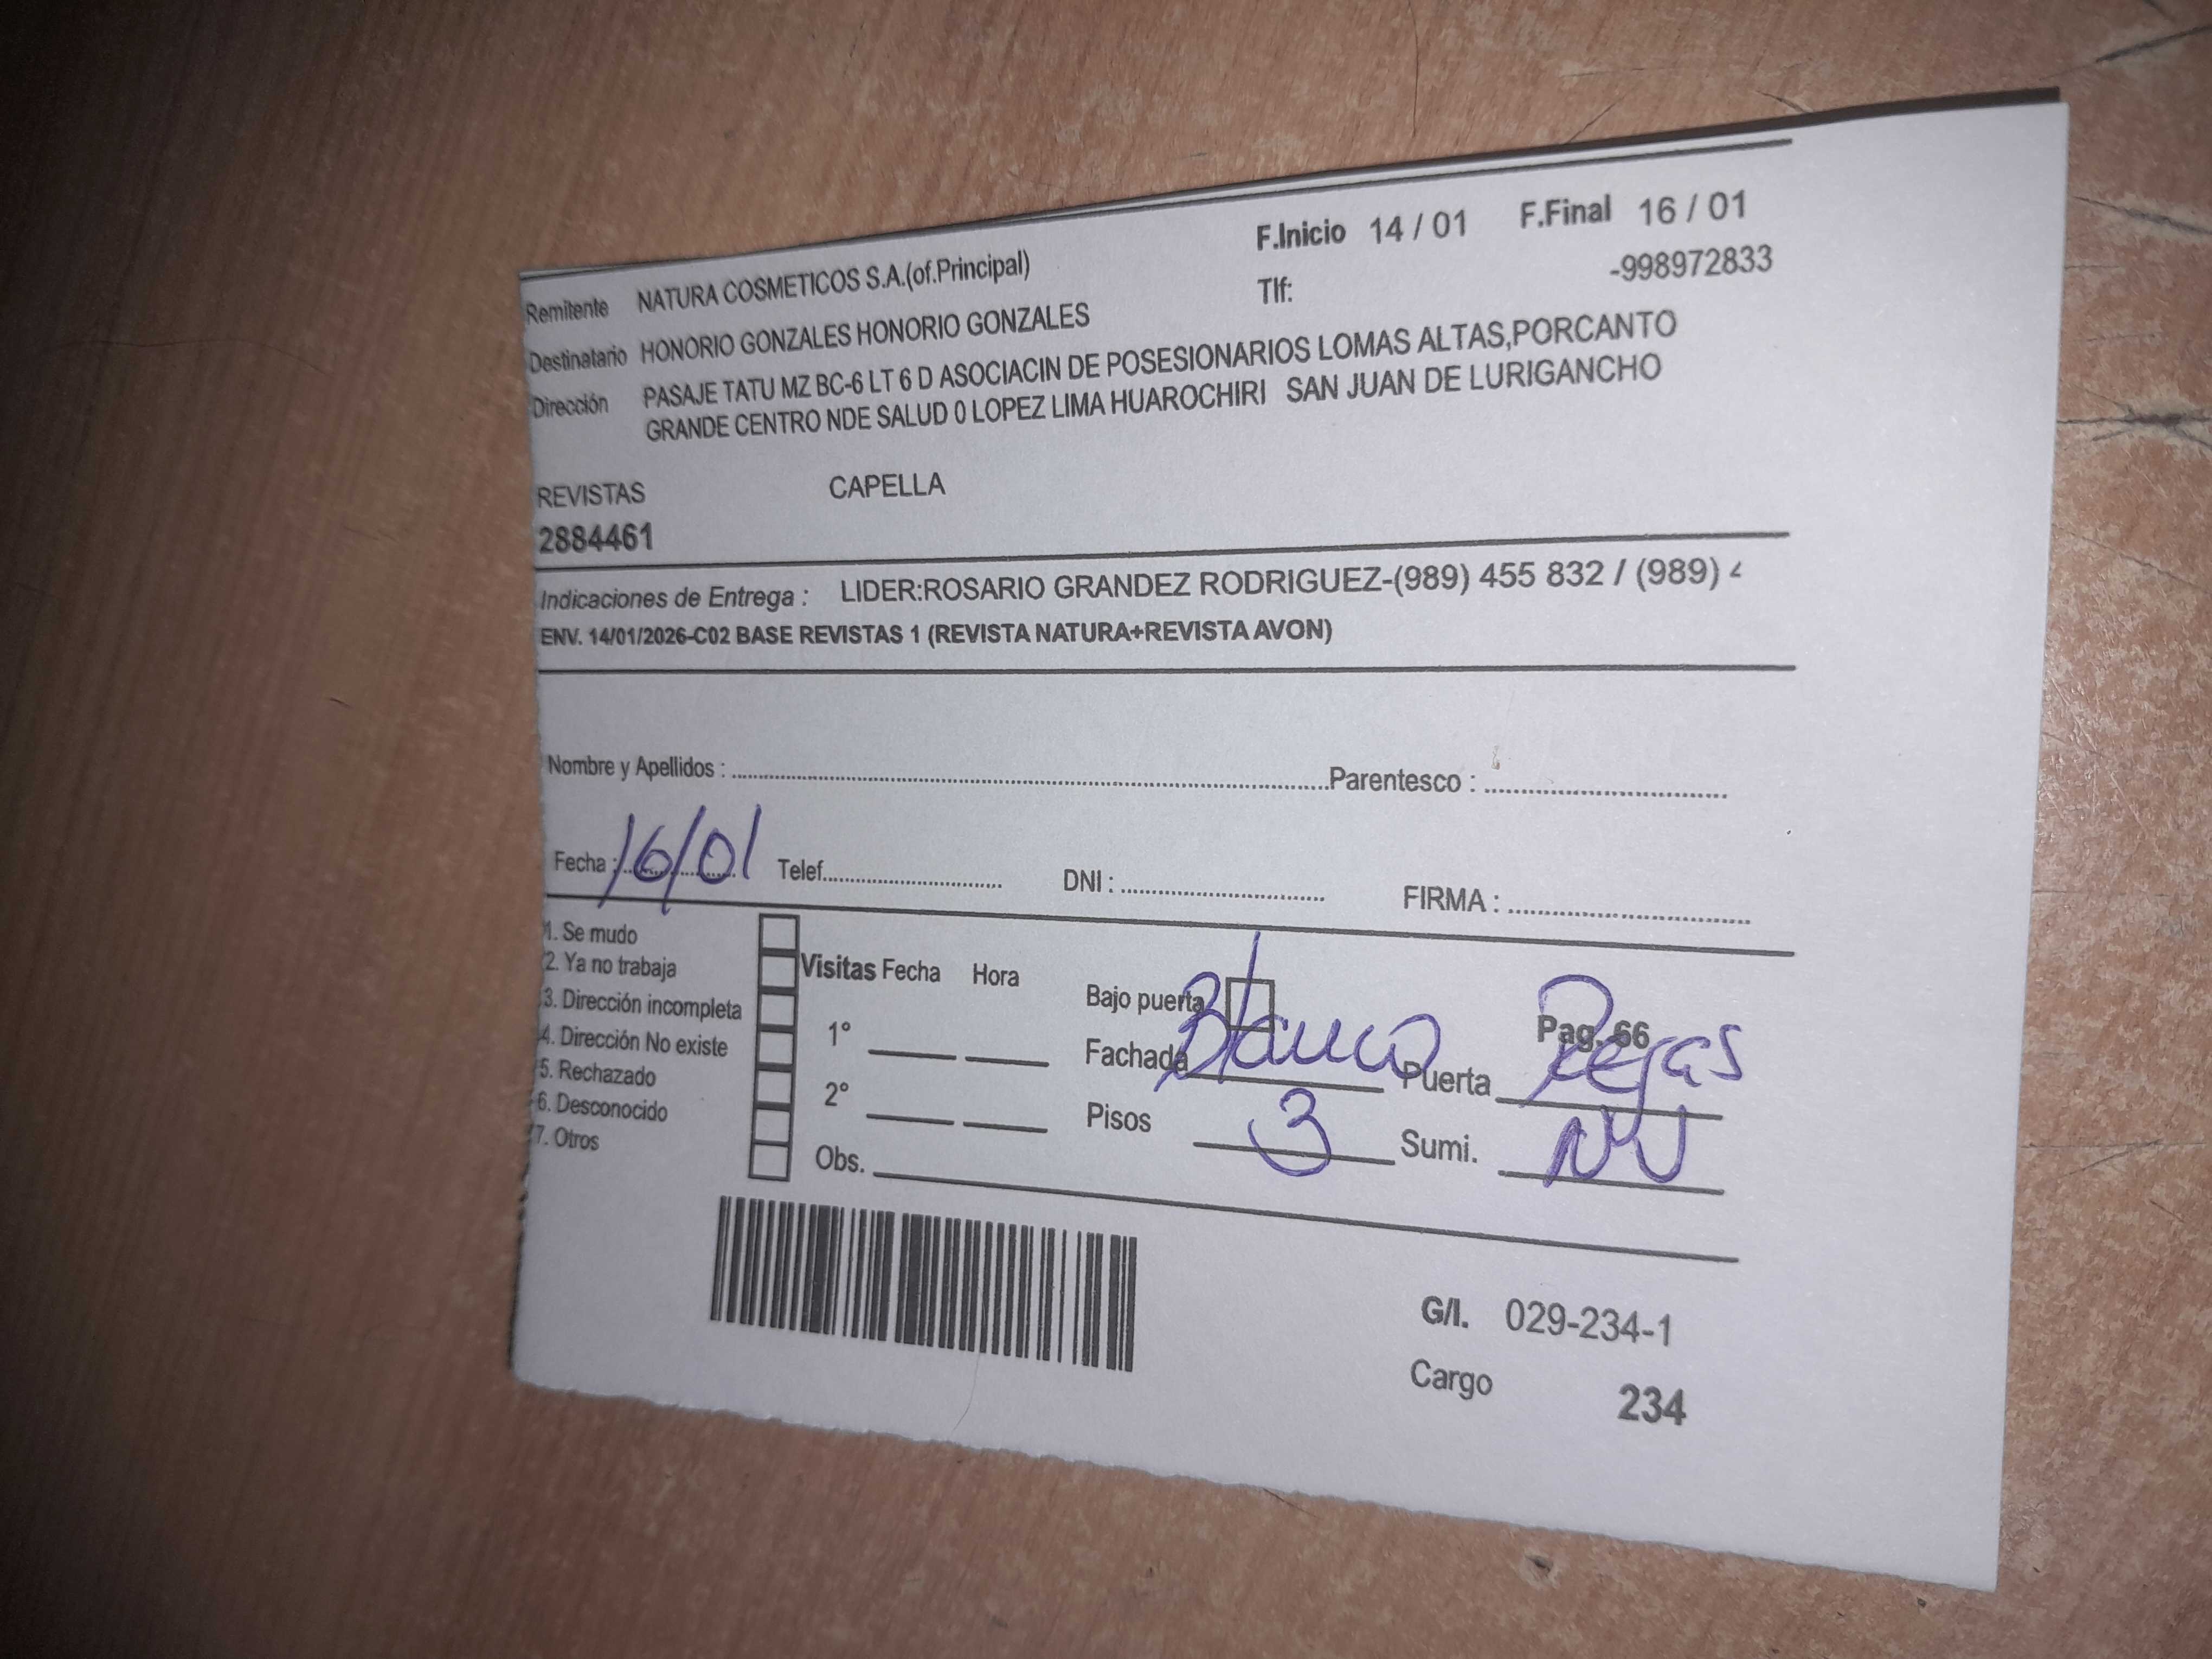 F.Inicio 14 / 01 F.Final 16 / 01
Remitente NATURA COSMETICOS S.A.(of.Principal) Tlf: -998972833
Destinatario HONORIO GONZALES HONORIO GONZALES
Dirección PASAJE TATU MZ BC-6 LT 6 D ASOCIACIN DE POSESIONARIOS LOMAS ALTAS,PORCANTO
GRANDE CENTRO NDE SALUD 0 LOPEZ LIMA HUAROCHIRI SAN JUAN DE LURIGANCHO
REVISTAS CAPELLA
2884461
Indicaciones de Entrega : LIDER:ROSARIO GRANDEZ RODRIGUEZ-(989) 455 832 / (989) 4
ENV. 14/01/2026-C02 BASE REVISTAS 1 (REVISTA NATURA+REVISTA AVON)
Nombre y Apellidos : Parentesco :
Fecha : 16/01 Telef. DNI : FIRMA :
1. Se mudo
2. Ya no trabaja
3. Dirección incompleta
4. Dirección No existe
5. Rechazado
6. Desconocido
7. Otros
Visitas Fecha Hora
1°
2°
Obs.
Bajo puerta Pag. 66
Fachada Blanco Puerta Rejas
Pisos 3 Sumi.
G/I. 029-234-1
Cargo 234